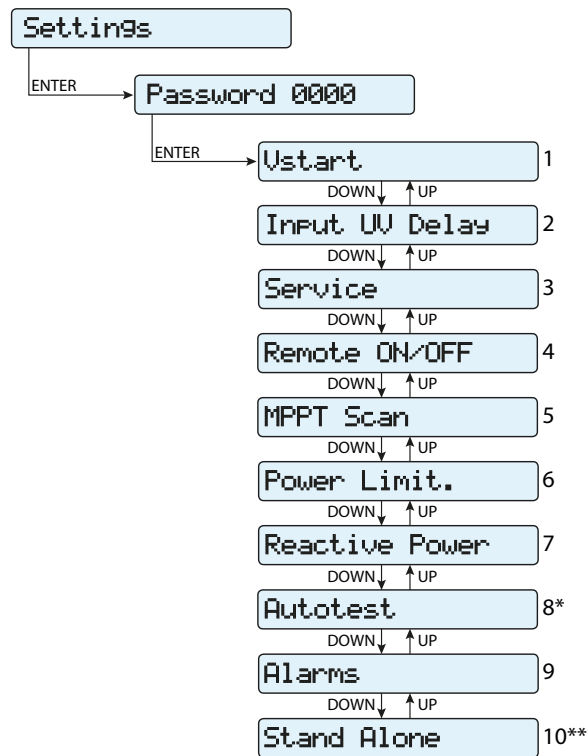 Settings
ENTER
Password 0000
ENTER
Vstart 1
DOWN UP
Input UV Delay 2
DOWN UP
Service 3
DOWN UP
Remote ON/OFF 4
DOWN UP
MPPT Scan 5
DOWN UP
Power Limit. 6
DOWN UP
Reactive Power 7
DOWN UP
Autotest 8*
DOWN UP
Alarms 9
DOWN UP
Stand Alone 10**